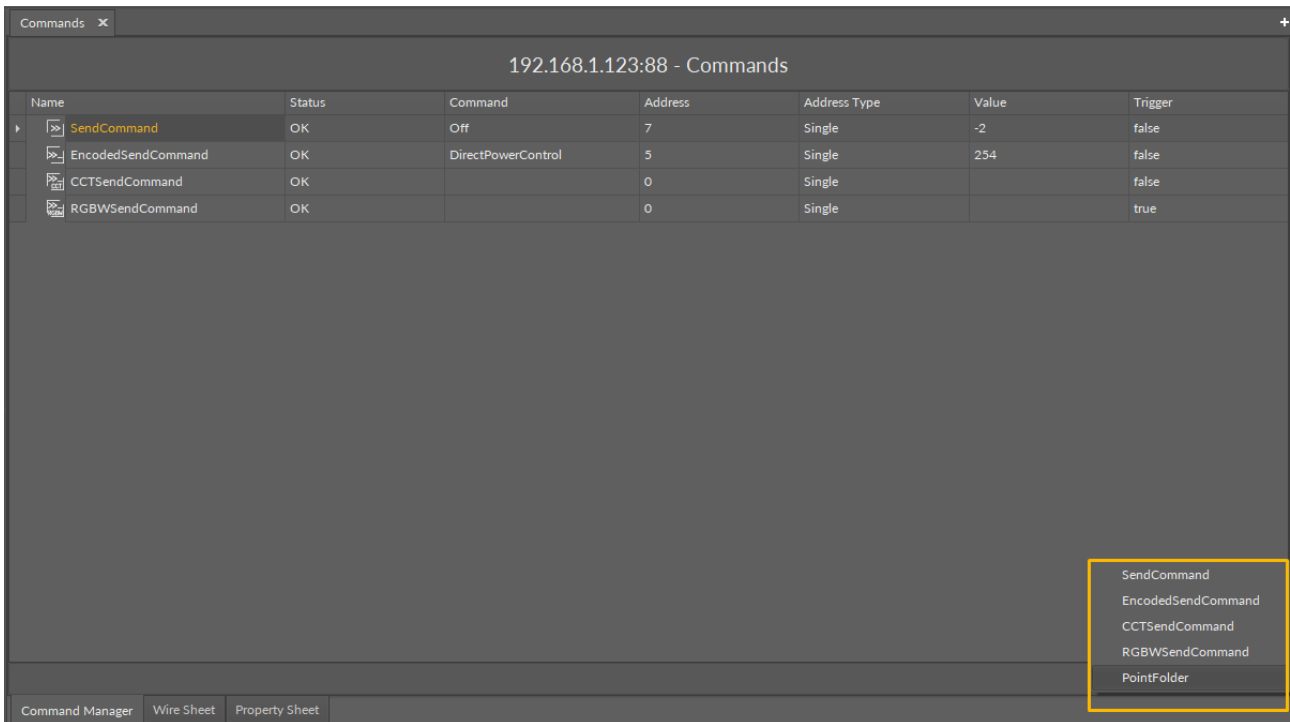 Commands ×
+
192.168.1.123:88 - Commands
Name Status Command Address Address Type Value Trigger
SendCommand OK Off 7 Single -2 false
EncodedSendCommand OK DirectPowerControl 5 Single 254 false
CCTSendCommand OK 0 Single false
RGBWSendCommand OK 0 Single true
SendCommand
EncodedSendCommand
CCTSendCommand
RGBWSendCommand
PointFolder
Command Manager Wire Sheet Property Sheet